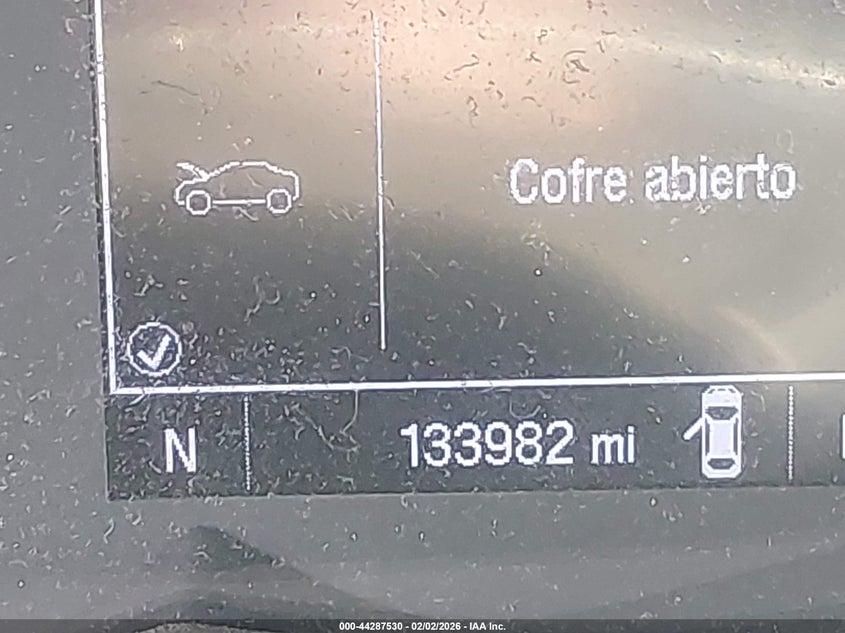 Cofre abierto
N
133982 mi
000-44287530 - 02/02/2026 - IAA Inc.